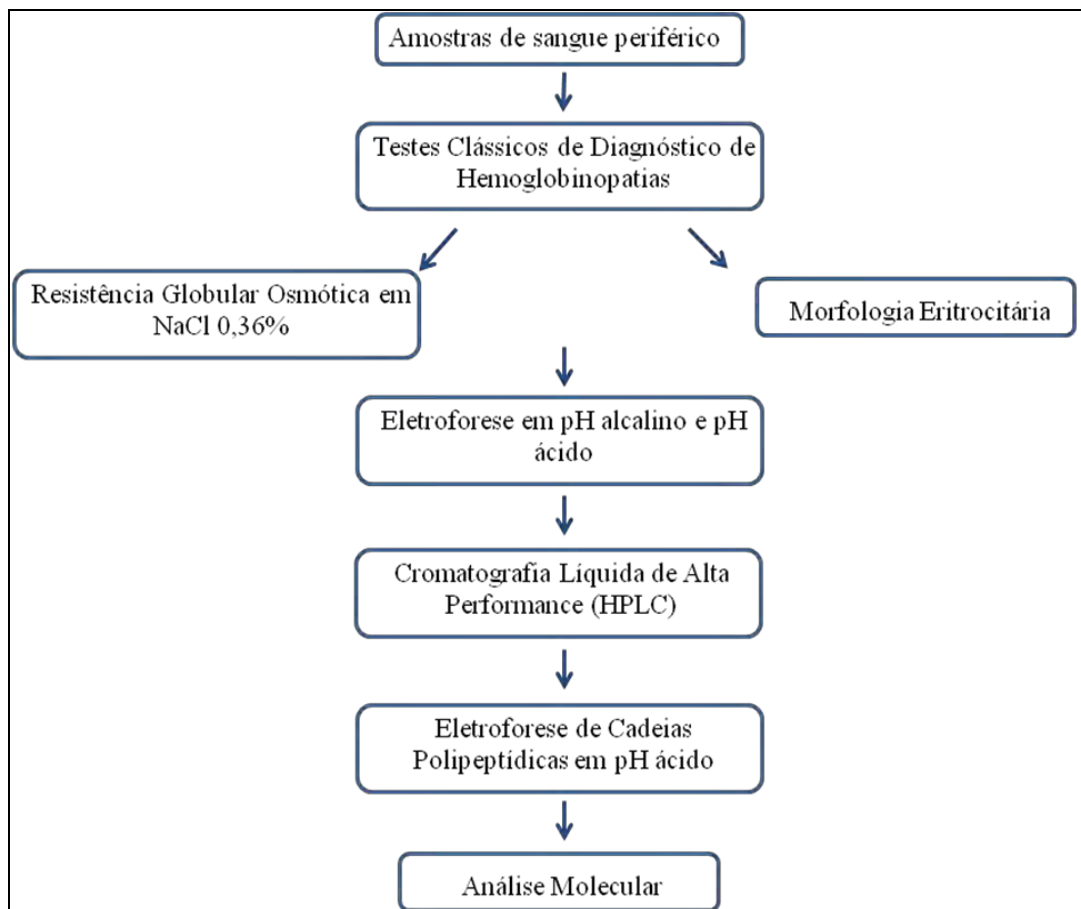 Amostras de sangue periférico
Testes Clássicos de Diagnóstico de
Hemoglobinopatias
Resistência Globular Osmótica em
NaCl 0,36%
Morfologia Eritrocitária
Eletroforese em pH alcalino e pH
ácido
Cromatografia Líquida de Alta
Performance (HPLC)
Eletroforese de Cadeias
Polipeptídicas em pH ácido
Análise Molecular